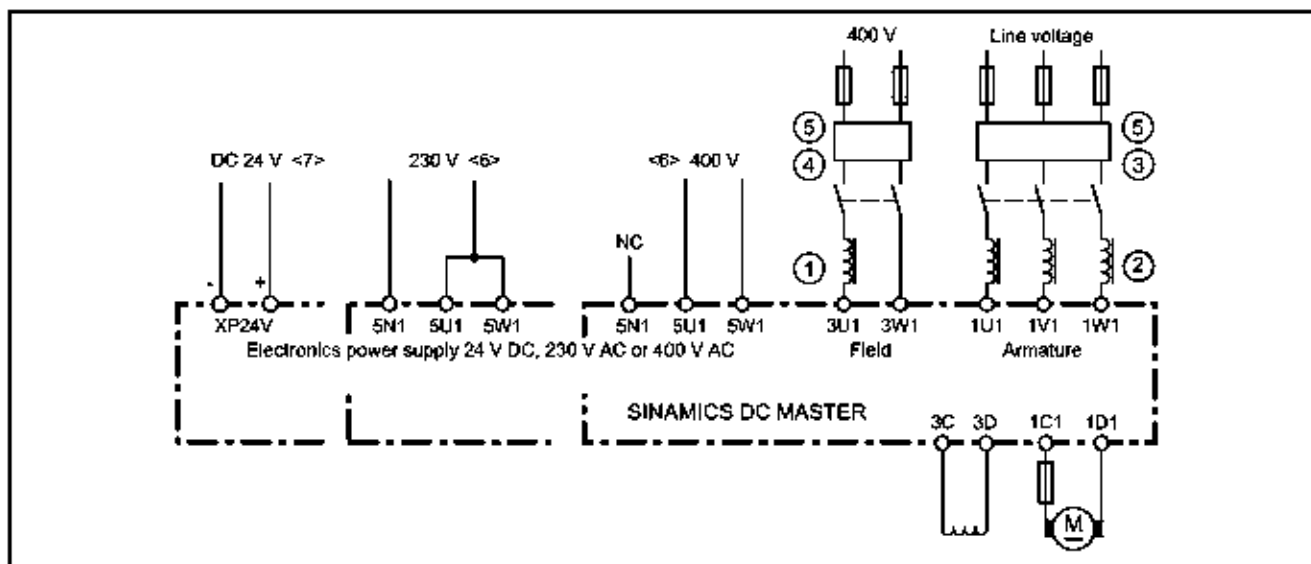 400 V Line voltage
5 5
DC 24 V <7> 230 V <6> <6> 400 V 4 3
NC
1 2
- +
XP24V 5N1 5U1 5W1 5N1 5U1 5W1 3U1 3W1 1U1 1V1 1W1
Electronics power supply 24 V DC, 230 V AC or 400 V AC Field Armature
SINAMICS DC MASTER
3C 3D 1C1 1D1
M